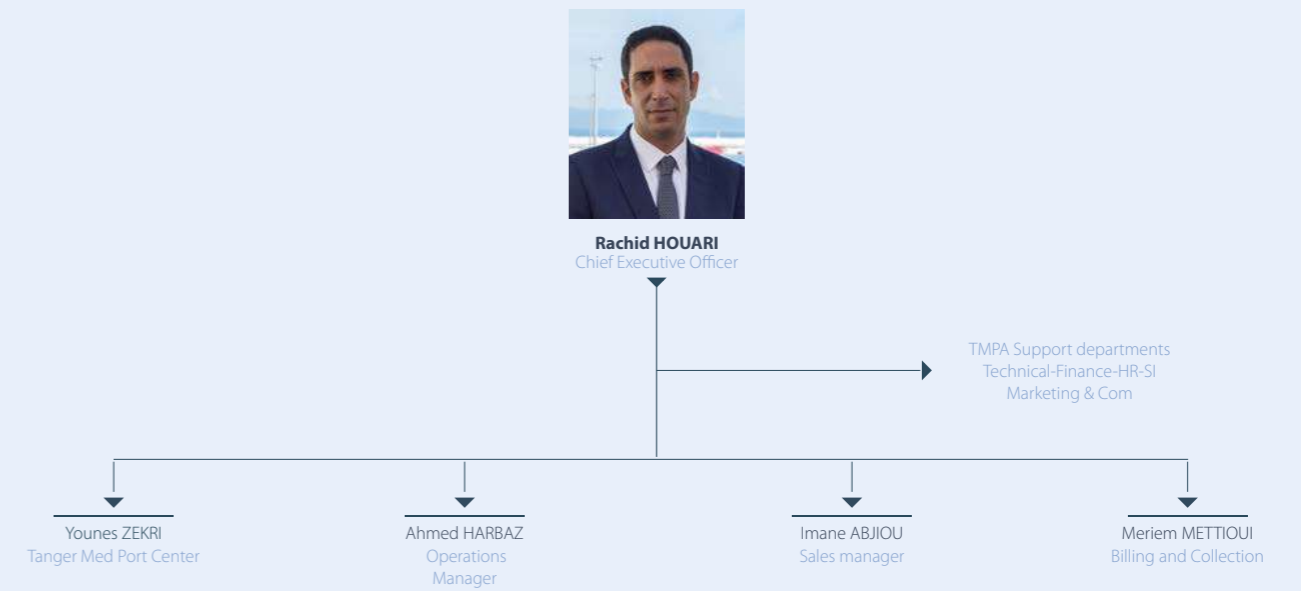 Rachid HOUARI
Chief Executive Officer
TMPA Support departments
Technical-Finance-HR-SI
Marketing & Com
Younes ZEKRI
Tanger Med Port Center
Ahmed HARBAZ
Operations
Manager
Imane ABJIOU
Sales manager
Meriem METTIOUI
Billing and Collection